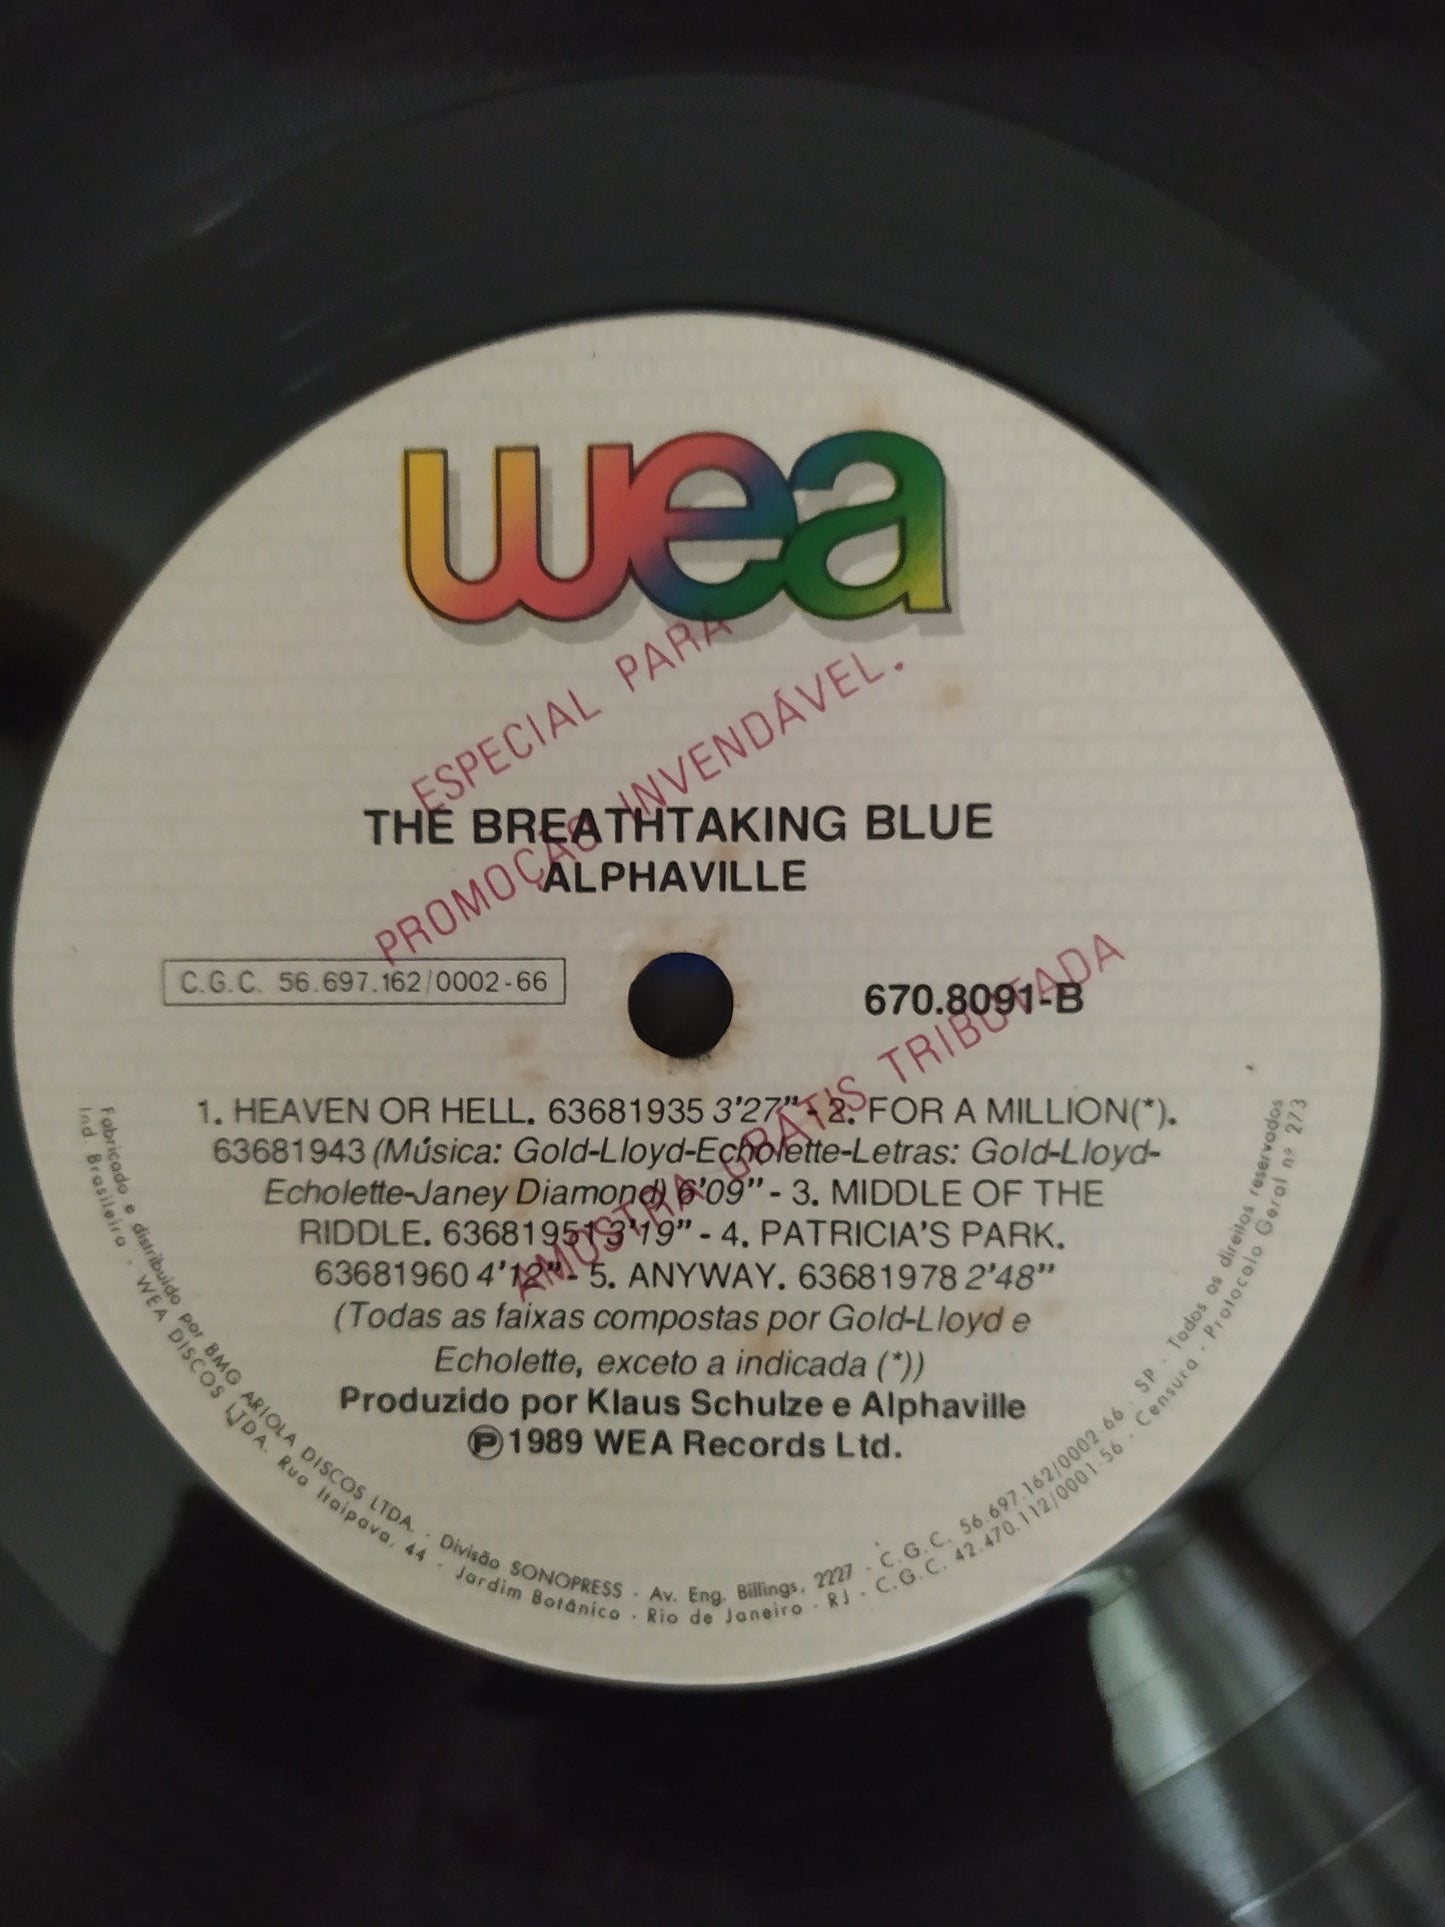 wea
ESPECIAL PARA
PROMOÇÃO INVENDÁVEL.
THE BREATHTAKING BLUE
ALPHAVILLE
C.G.C. 56.697.162/0002-66
670.8091-B
AMOSTRA GRÁTIS TRIBUTADA
1. HEAVEN OR HELL. 63681935 3'27" - 2. FOR A MILLION(*).
63681943 (Música: Gold-Lloyd-Echolette-Letras: Gold-Lloyd-
Echolette-Janey Diamond) 6'09" - 3. MIDDLE OF THE
RIDDLE. 63681951 3'19" - 4. PATRICIA'S PARK.
63681960 4'12" - 5. ANYWAY. 63681978 2'48"
(Todas as faixas compostas por Gold-Lloyd e
Echolette, exceto a indicada (*))
Produzido por Klaus Schulze e Alphaville
Ⓟ1989 WEA Records Ltd.
Fabricado e distribuido por BMG ARIOLA DISCOS LTDA. - Divisão SONOPRESS - Av. Eng. Billings, 2227 - C.G.C. 56.697.162/0002-66 - SP - Todos os direitos reservados
Ind Brasileira - WEA DISCOS LTDA. Rua Itaipava, 44 - Jardim Botânico - Rio de Janeiro - RJ - C.G.C. 42.470.112/0001-56 - Censura - Protocolo Geral nº 273